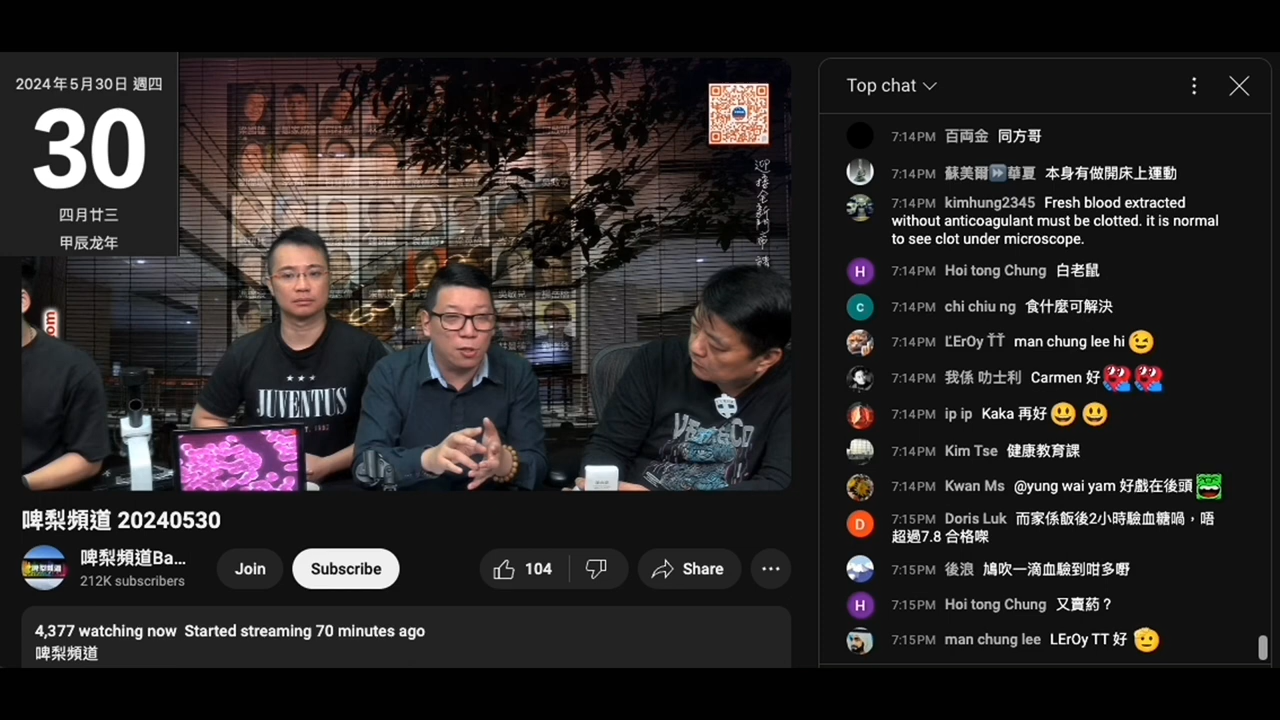 2024年5月30日 週四
30
四月廿三
甲辰龙年
om
JUVENTUS
啤梨頻道 20240530
啤梨頻道Ba...
212K subscribers
Join
Subscribe
104
Share
4,377 watching now Started streaming 70 minutes ago
啤梨頻道
Top chat
7:14PM 百両金 同方哥
7:14PM 蘇美爾⏩華夏 本身有做開床上運動
7:14PM kimhung2345 Fresh blood extracted
without anticoagulant must be clotted. it is normal
to see clot under microscope.
H 7:14PM Hoi tong Chung 白老鼠
C 7:14PM chi chiu ng 食什麼可解決
7:14PM ĽErOy ŤŤ man chung lee hi 😉
7:14PM 我係 叻士利 Carmen 好
7:14PM ip ip Kaka 再好 😃 😃
7:14PM Kim Tse 健康教育課
7:14PM Kwan Ms @yung wai yam 好戲在後頭
D 7:15PM Doris Luk 而家係飯後2小時驗血糖喎，唔
超過7.8 合格㗎
7:15PM 後浪 鳩吹一滴血驗到咁多嘢
H 7:15PM Hoi tong Chung 又賣葯？
7:15PM man chung lee LErOy TT 好 🫡